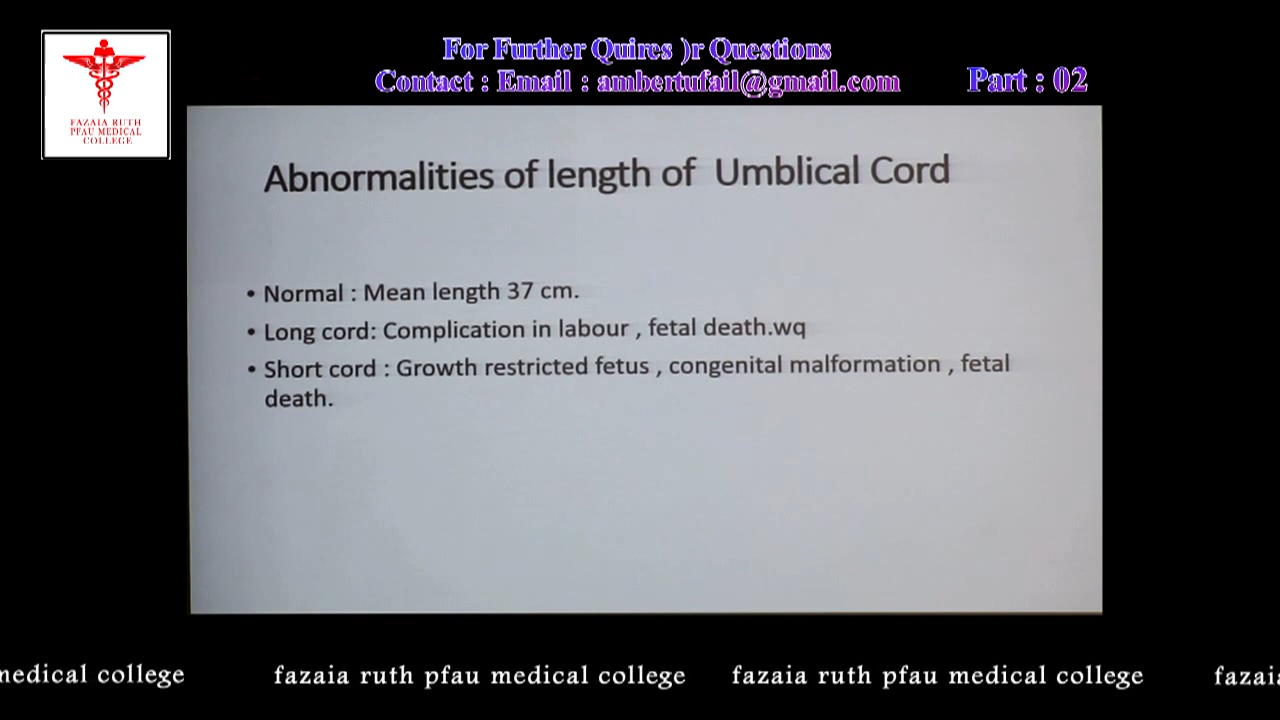 FAZAIA RUTH
PFAU MEDICAL
COLLEGE
For Further Quires )r Questions
Contact : Email : ambertufail@gmail.com
Part : 02
Abnormalities of length of Umblical Cord
• Normal : Mean length 37 cm.
• Long cord: Complication in labour , fetal death.wq
• Short cord : Growth restricted fetus , congenital malformation , fetal
death.
medical college fazaia ruth pfau medical college fazaia ruth pfau medical college fazaia